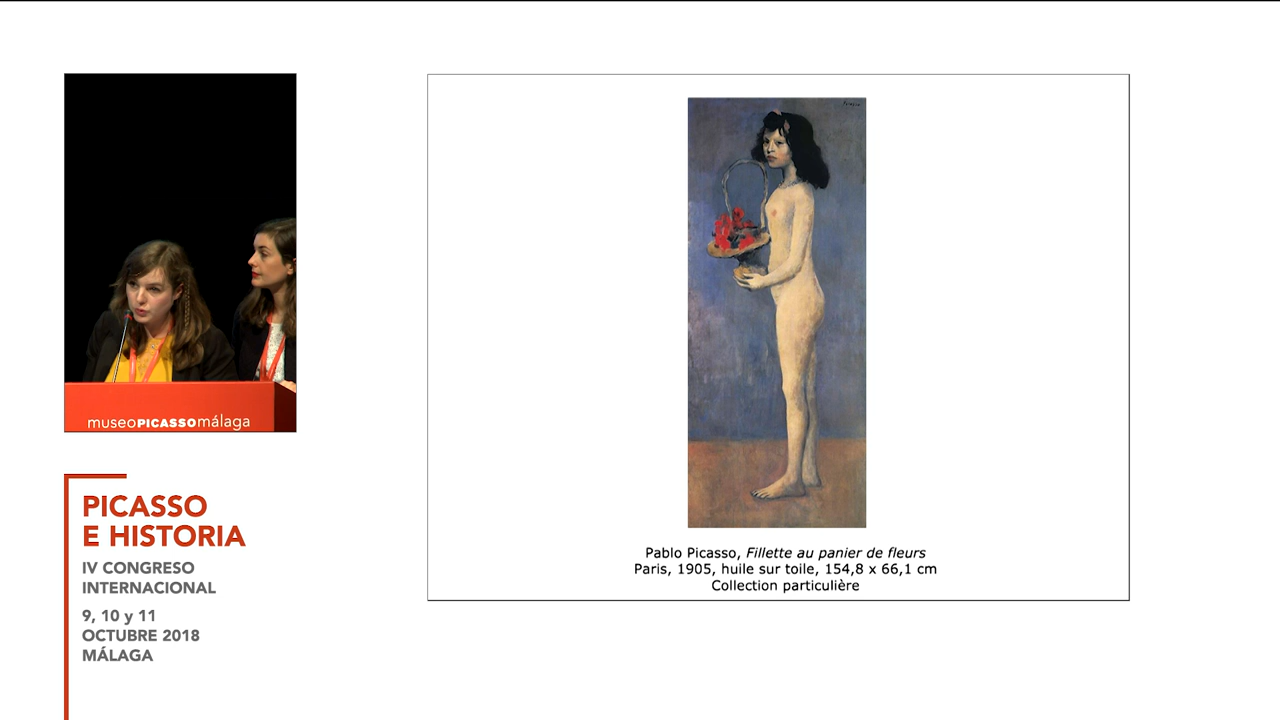 museoPICASSOmálaga
PICASSO
E HISTORIA
IV CONGRESO
INTERNACIONAL
9, 10 y 11
OCTUBRE 2018
MÁLAGA
Pablo Picasso, Fillette au panier de fleurs
Paris, 1905, huile sur toile, 154,8 x 66,1 cm
Collection particulière